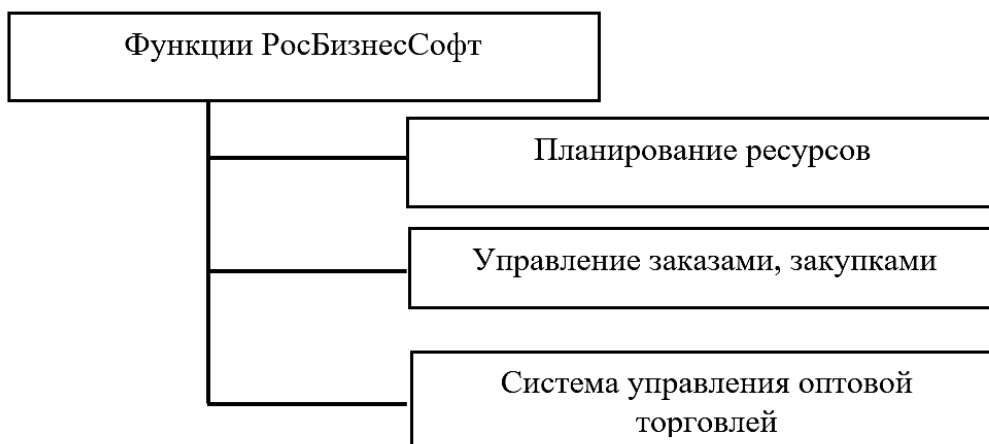 Функции РосБизнесСофт
Планирование ресурсов
Управление заказами, закупками
Система управления оптовой
торговлей